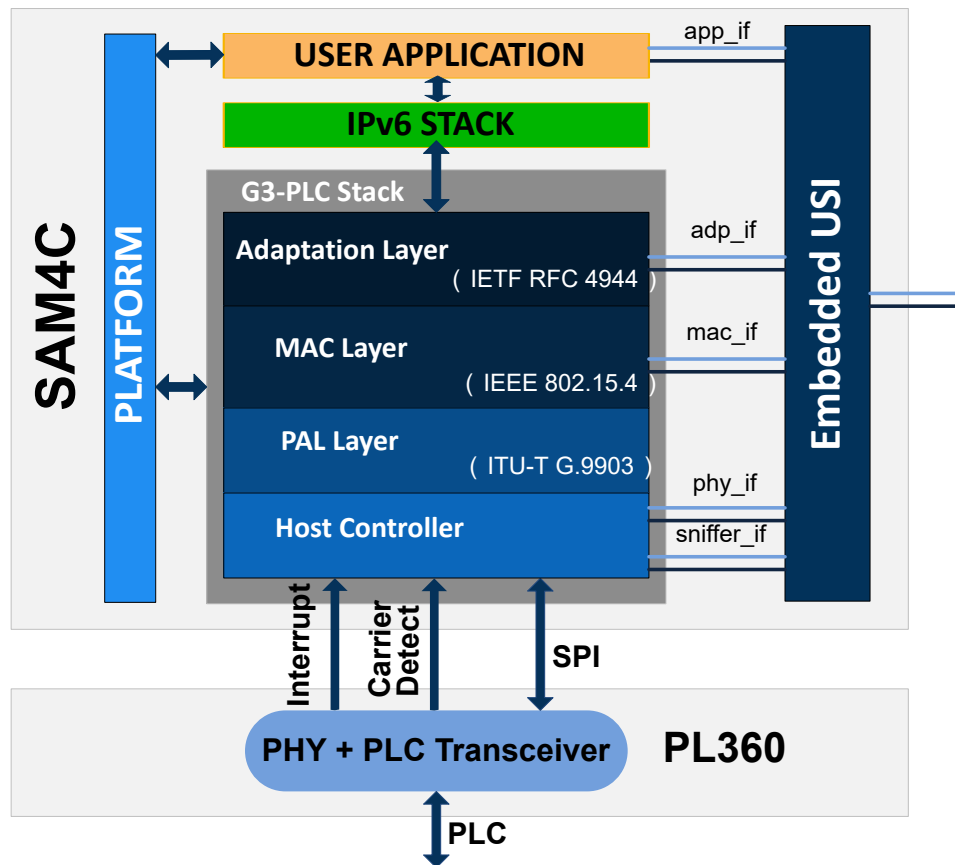 USER APPLICATION
app_if
IPv6 STACK
G3-PLC Stack
SAM4C
PLATFORM
Adaptation Layer
( IETF RFC 4944 )
adp_if
MAC Layer
( IEEE 802.15.4 )
mac_if
PAL Layer
( ITU-T G.9903 )
phy_if
Host Controller
sniffer_if
Embedded USI
Interrupt
Carrier
Detect
SPI
PHY + PLC Transceiver
PL360
PLC